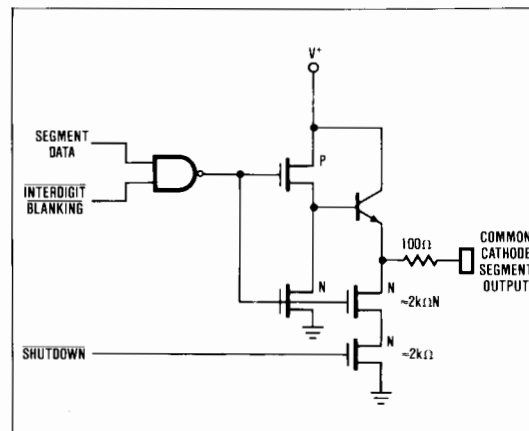 V+
SEGMENT
DATA
P
INTERDIGIT
BLANKING
100Ω
COMMON
CATHODE
SEGMENT
OUTPUT
N
N
≈2kΩN
N
≈2kΩ
SHUTDOWN